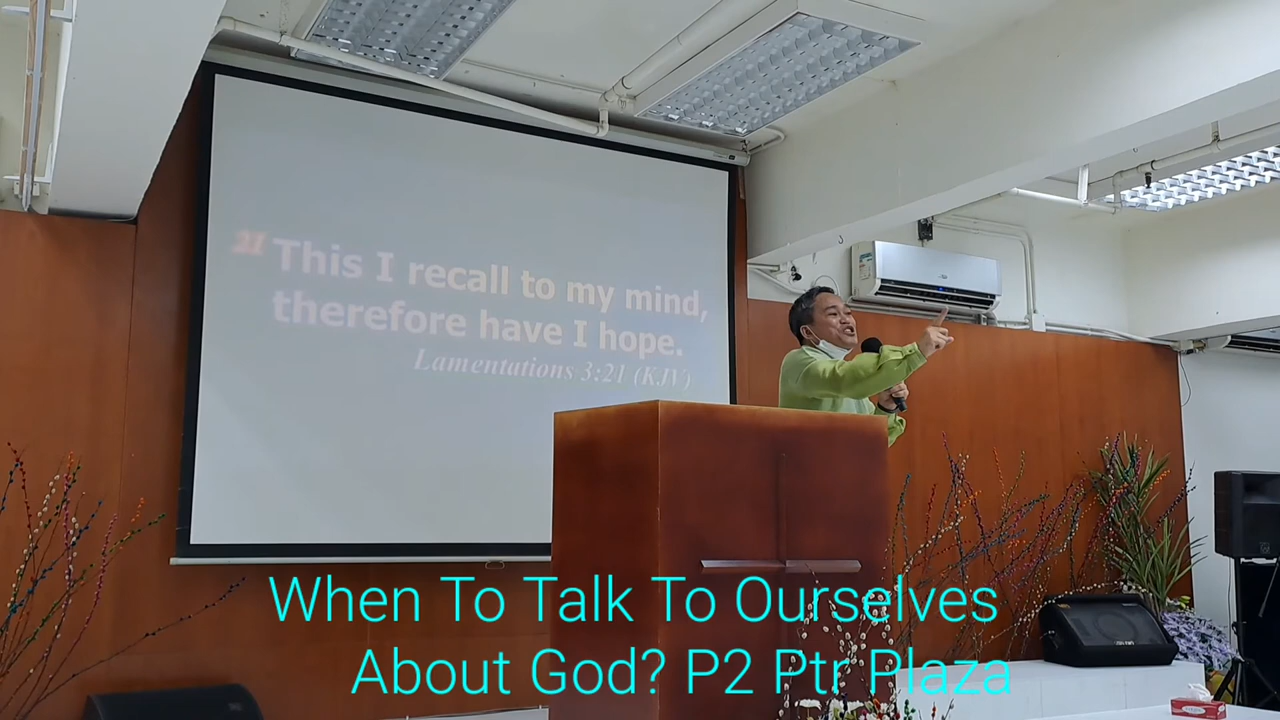 21 This I recall to my mind,
therefore have I hope.
Lamentations 3:21 (KJV)
When To Talk To Ourselves
About God? P2 Ptr Plaza